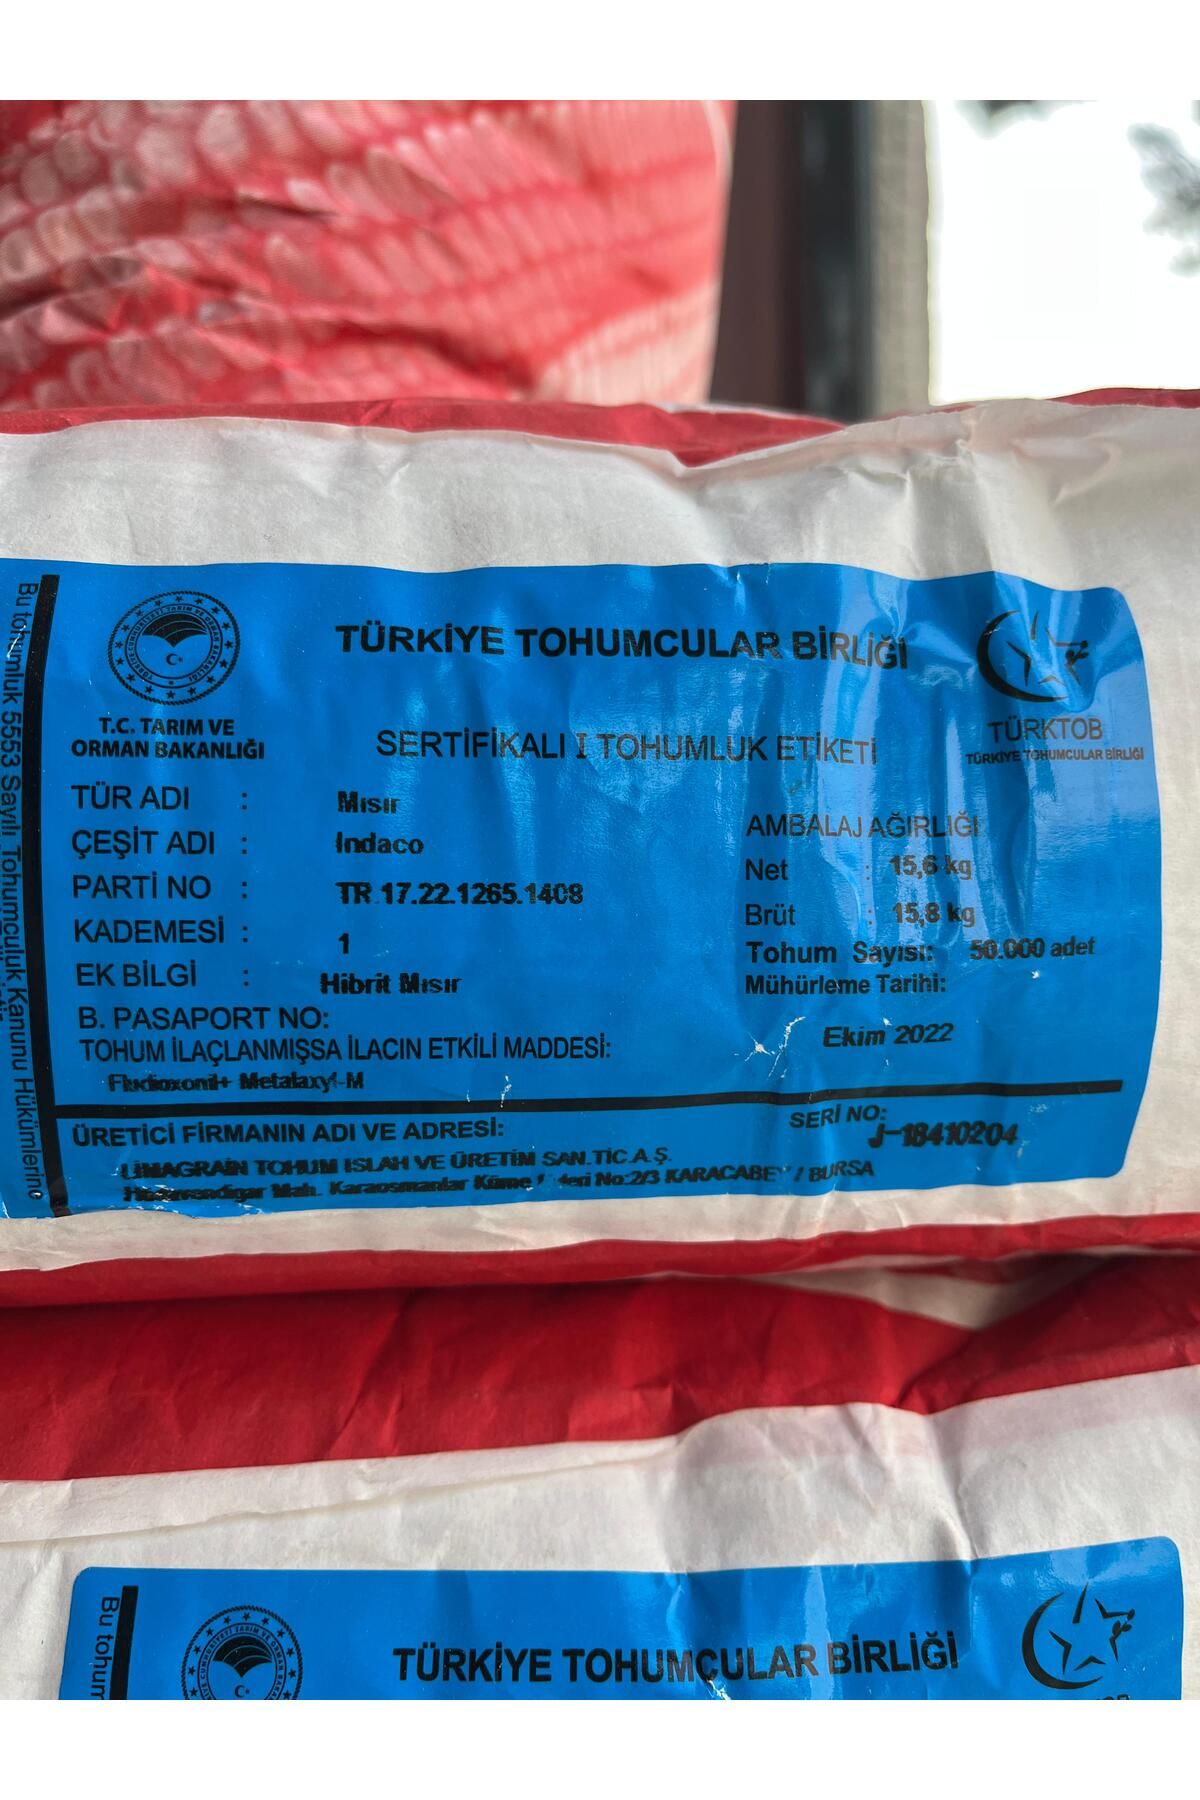 TÜRKİYE TOHUMCULAR BİRLİĞİ
T.C. TARIM VE
ORMAN BAKANLIĞI
SERTİFİKALI I TOHUMLUK ETİKETİ
TÜRKTOB
TÜRKİYE TOHUMCULAR BİRLİĞİ
TÜR ADI : Mısır
ÇEŞİT ADI : Indaco
PARTİ NO : TR 17.22.1265.1408
KADEMESİ : 1
EK BİLGİ : Hibrit Mısır
B. PASAPORT NO:
TOHUM İLAÇLANMIŞSA İLACIN ETKİLİ MADDESİ:
Fludioxonil+ Metalaxyl-M
AMBALAJ AĞIRLIĞI
Net : 15,6 kg
Brüt : 15,8 kg
Tohum Sayısı: 50.000 adet
Mühürleme Tarihi:
Ekim 2022
ÜRETİCİ FİRMANIN ADI VE ADRESİ:
LİMAGRAİN TOHUM ISLAH VE ÜRETİM SAN.TİC.A.Ş.
Mah. Karaosmanlar Küme No:2/3 KARACABEY / BURSA
SERİ NO:
J-18410204
Bu tohumluk 5553 Sayılı Tohumculuk Kanunu Hükümlerine
Bu tohum
TÜRKİYE TOHUMCULAR BİRLİĞİ